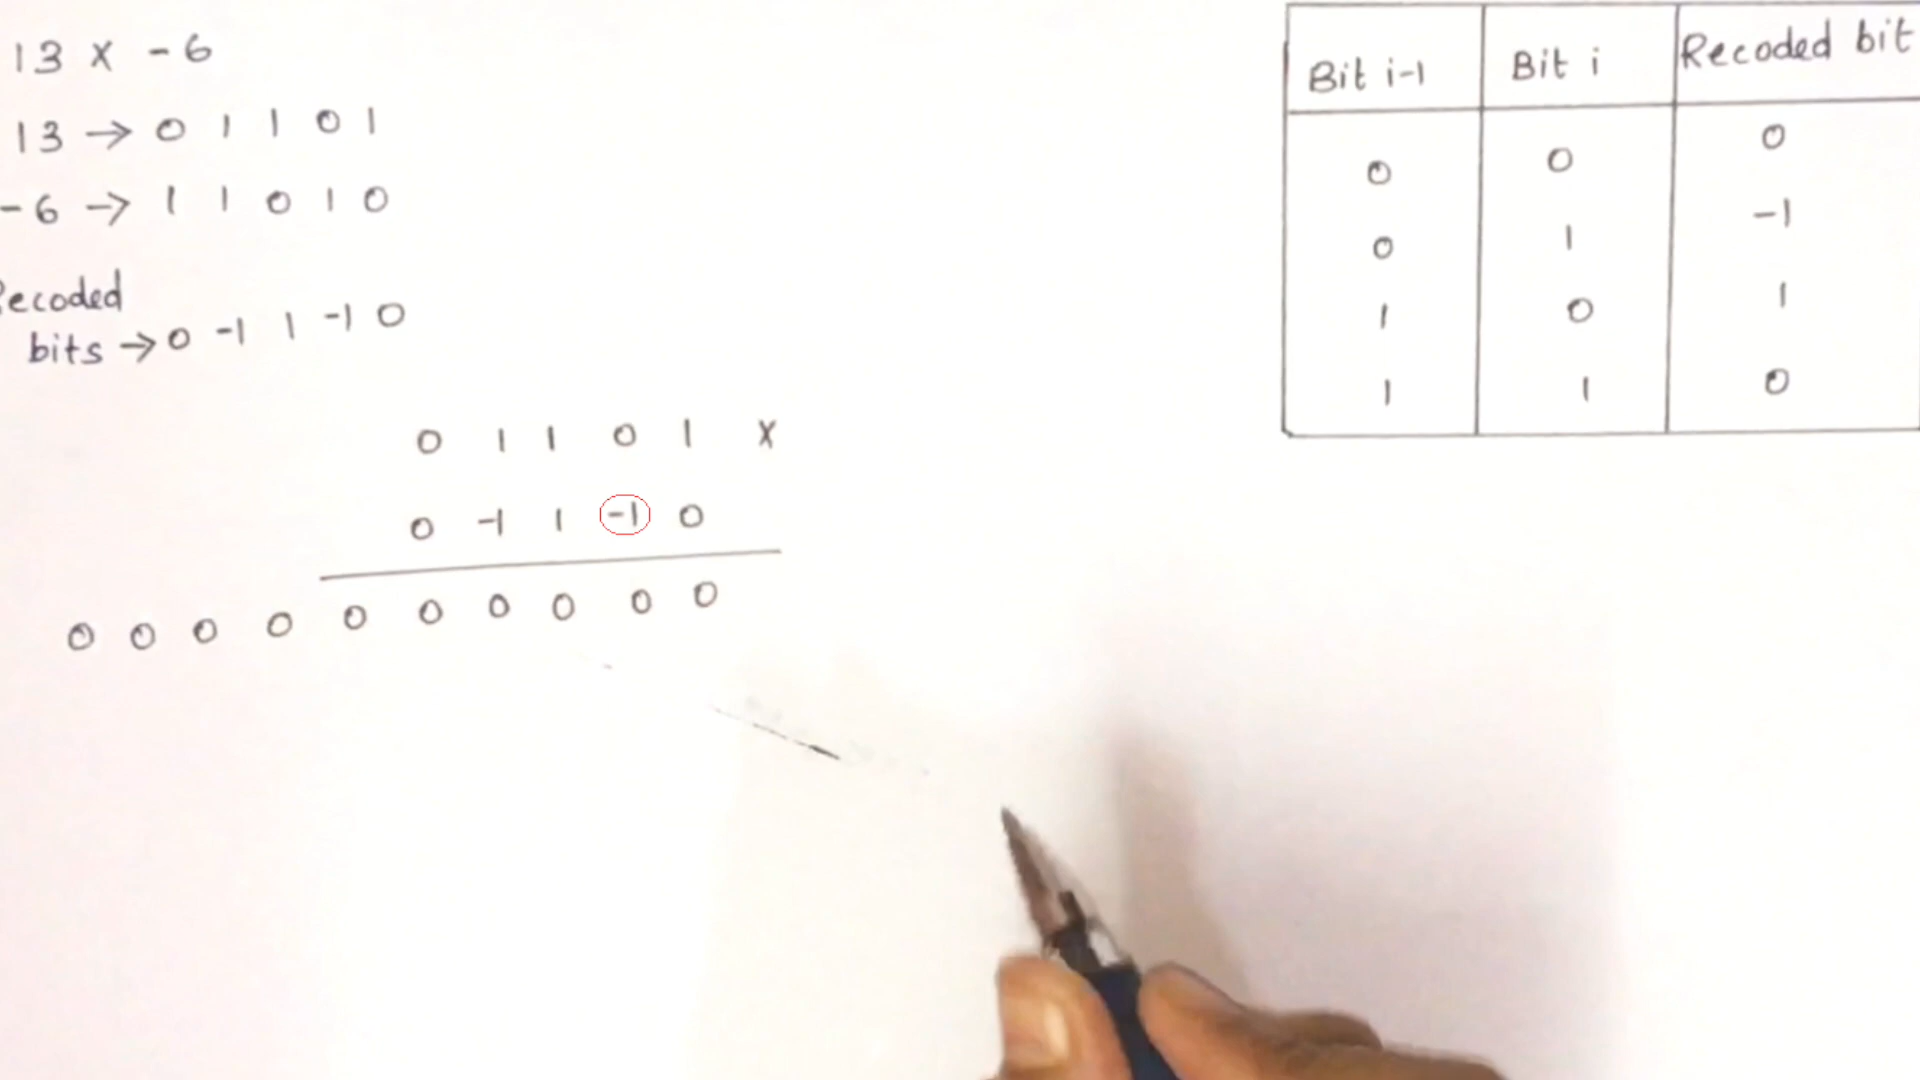 13 x -6
13 → 0 1 1 0 1
-6 → 1 1 0 1 0
Recoded
bits → 0 -1 1 -1 0
0 1 1 0 1 x
0 -1 1 -1 0
0 0 0 0 0 0 0 0 0 0
Bit i-1 Bit i Recoded bit
0 0 0
0 1 -1
1 0 1
1 1 0